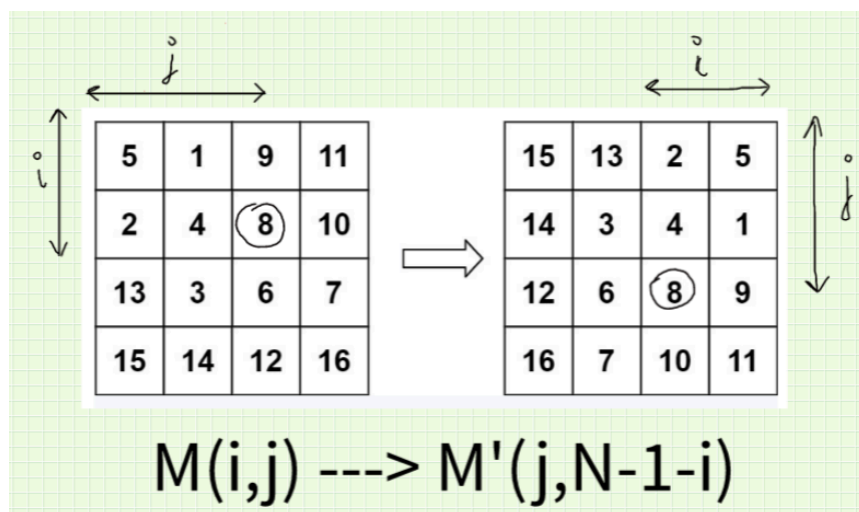 j i
i 5 1 9 11 15 13 2 5 j
2 4 8 10 14 3 4 1
13 3 6 7 12 6 8 9
15 14 12 16 16 7 10 11
M(i,j) ---> M'(j,N-1-i)